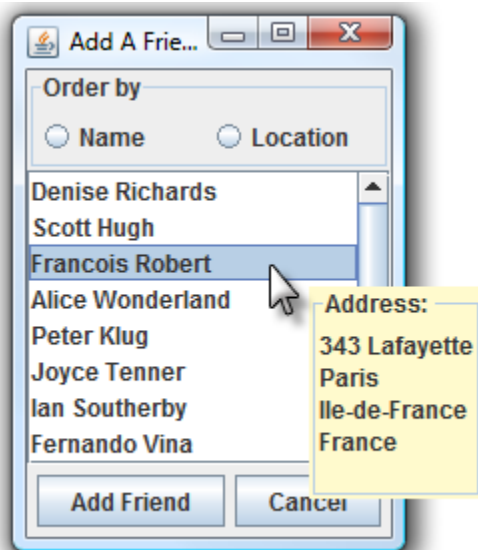 Add A Frie...
Order by
Name Location
Denise Richards
Scott Hugh
Francois Robert
Alice Wonderland
Peter Klug
Joyce Tenner
Ian Southerby
Fernando Vina
Address:
343 Lafayette
Paris
Ile-de-France
France
Add Friend Cancel